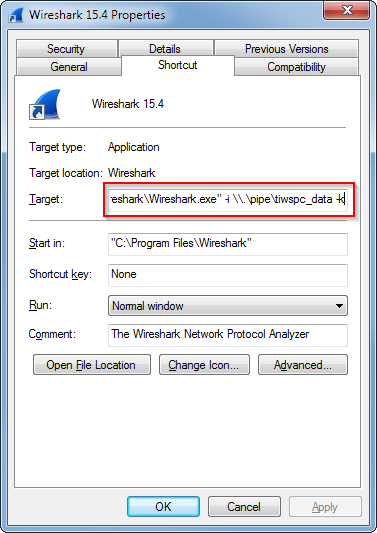 Wireshark 15.4 Properties
Security Details Previous Versions
General Shortcut Compatibility
Wireshark 15.4
Target type: Application
Target location: Wireshark
Target: reshark\Wireshark.exe" -i \\.\pipe\tiwspc_data -k
Start in: "C:\Program Files\Wireshark"
Shortcut key: None
Run: Normal window
Comment: The Wireshark Network Protocol Analyzer
Open File Location Change Icon... Advanced...
OK Cancel Apply